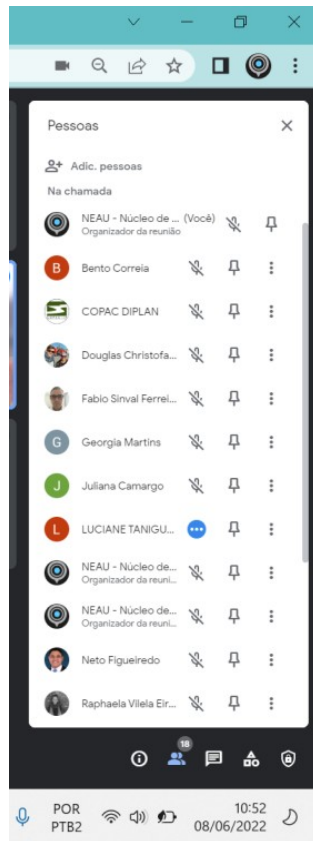 Pessoas
Adic. pessoas
Na chamada
NEAU - Núcleo de ... (Você)
Organizador da reunião
B Bento Correia
COPAC DIPLAN
Douglas Christofa...
Fabio Sinval Ferrei...
G Georgia Martins
J Juliana Camargo
L LUCIANE TANIGU...
NEAU - Núcleo de...
Organizador da reuni...
NEAU - Núcleo de...
Organizador da reuni...
Neto Figueiredo
Raphaela Vilela Eir...
18
POR 10:52
PTB2 08/06/2022